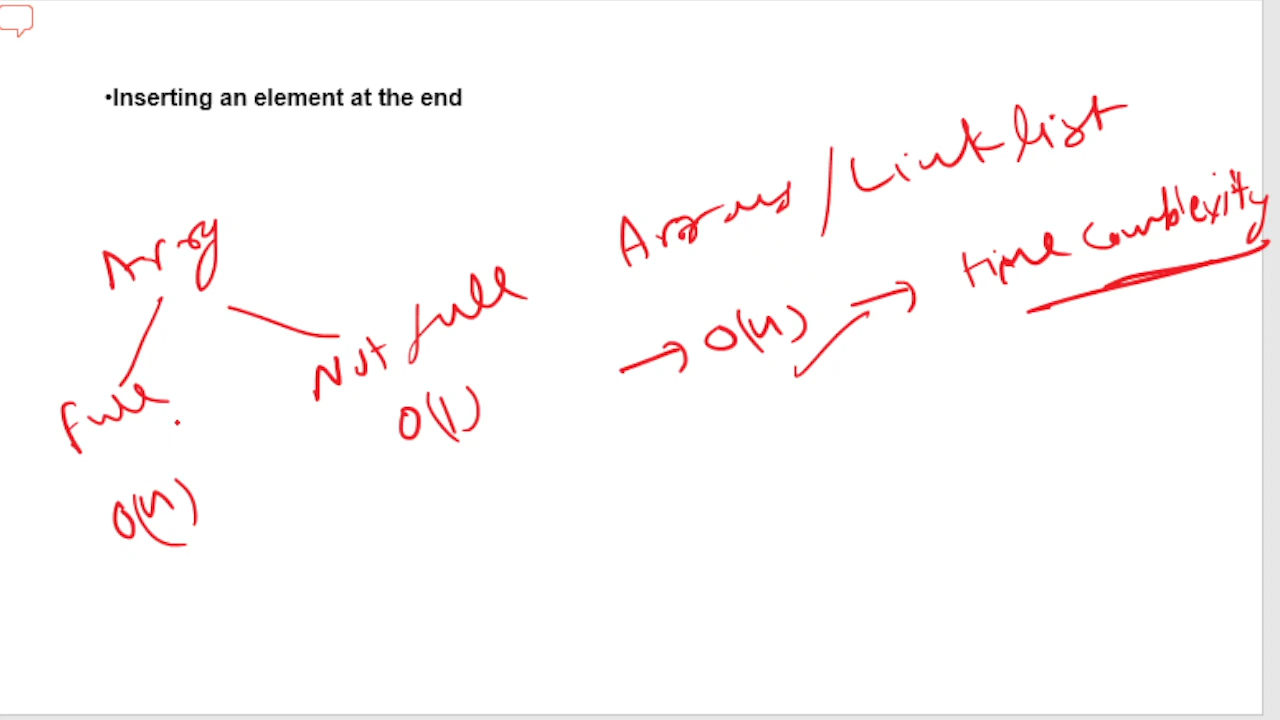 •Inserting an element at the end
Arrays/Link list
Array
time complexity
Not full
→ O(n) →
full
O(1)
O(n)